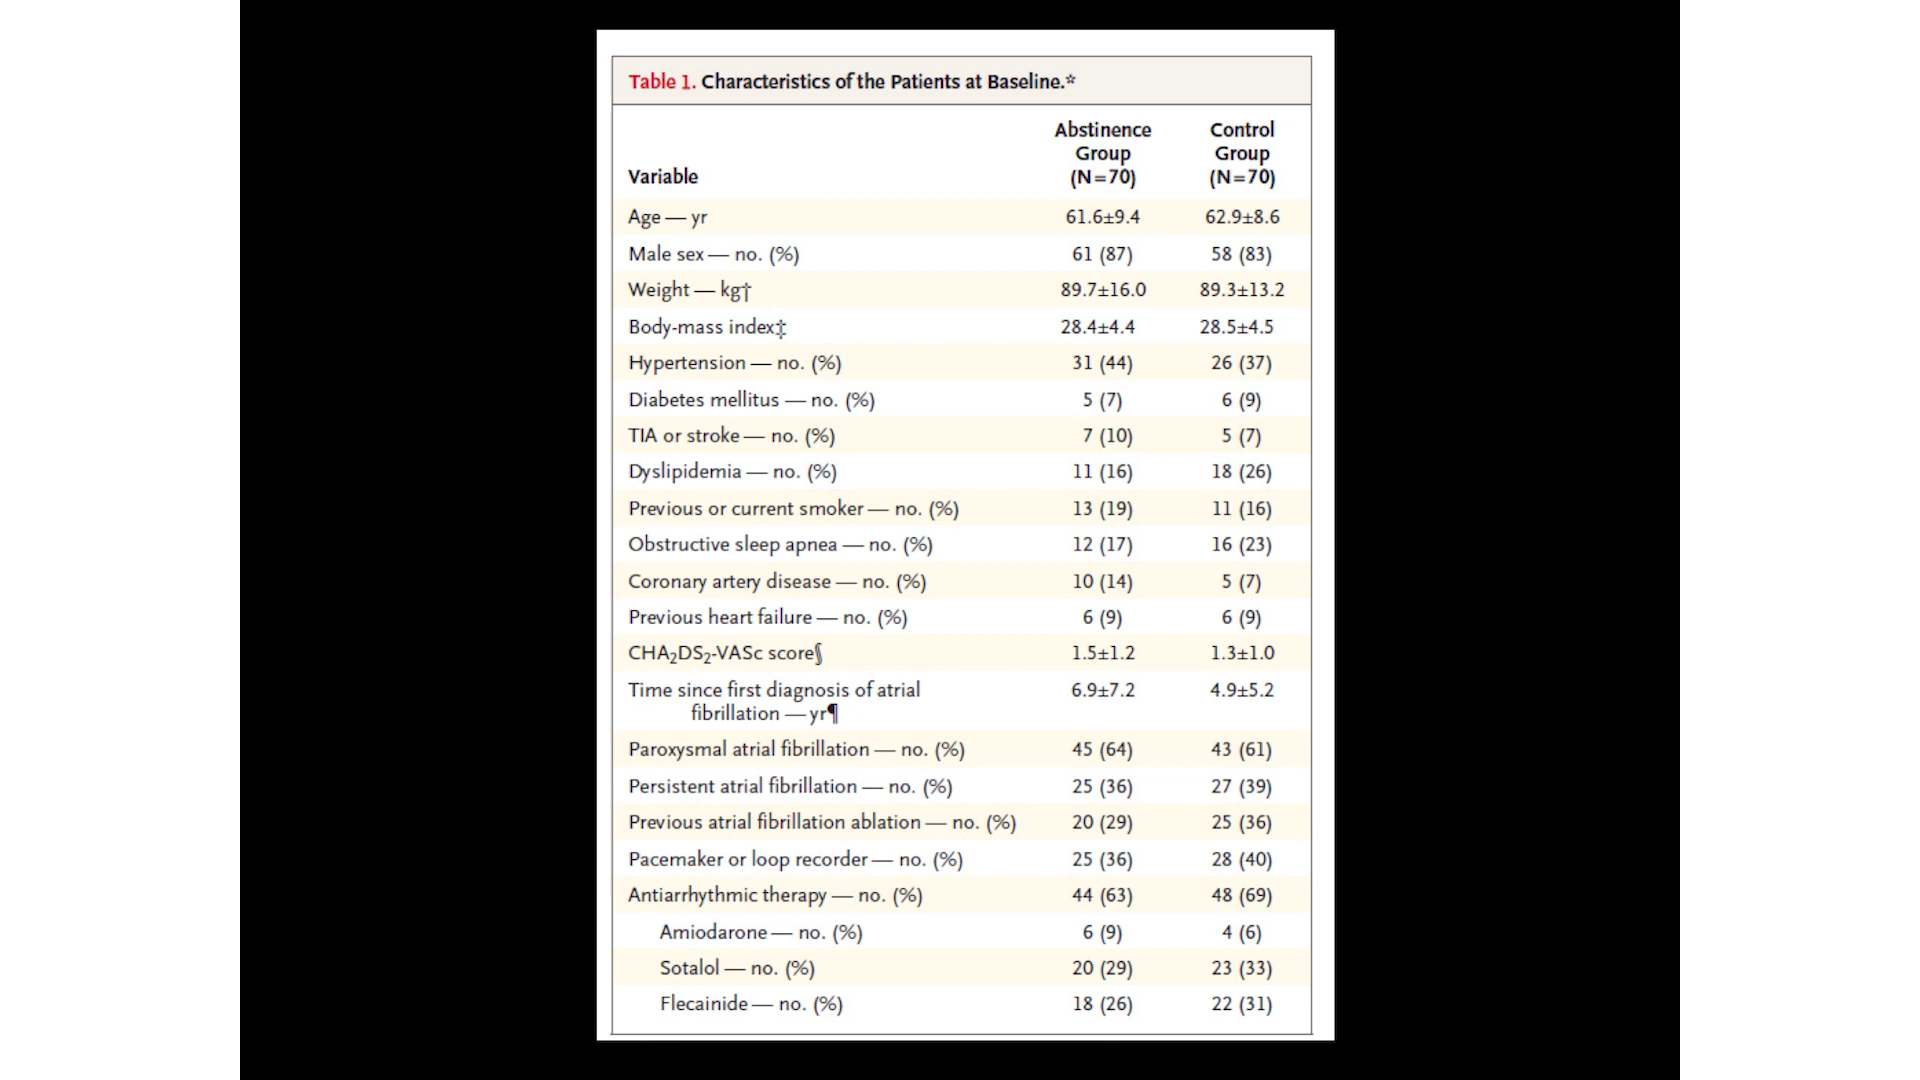 Table 1. Characteristics of the Patients at Baseline.*
Variable Abstinence Group (N=70) Control Group (N=70)
Age — yr 61.6±9.4 62.9±8.6
Male sex — no. (%) 61 (87) 58 (83)
Weight — kg† 89.7±16.0 89.3±13.2
Body-mass index‡ 28.4±4.4 28.5±4.5
Hypertension — no. (%) 31 (44) 26 (37)
Diabetes mellitus — no. (%) 5 (7) 6 (9)
TIA or stroke — no. (%) 7 (10) 5 (7)
Dyslipidemia — no. (%) 11 (16) 18 (26)
Previous or current smoker — no. (%) 13 (19) 11 (16)
Obstructive sleep apnea — no. (%) 12 (17) 16 (23)
Coronary artery disease — no. (%) 10 (14) 5 (7)
Previous heart failure — no. (%) 6 (9) 6 (9)
CHA₂DS₂-VASc score§ 1.5±1.2 1.3±1.0
Time since first diagnosis of atrial 6.9±7.2 4.9±5.2
fibrillation — yr¶
Paroxysmal atrial fibrillation — no. (%) 45 (64) 43 (61)
Persistent atrial fibrillation — no. (%) 25 (36) 27 (39)
Previous atrial fibrillation ablation — no. (%) 20 (29) 25 (36)
Pacemaker or loop recorder — no. (%) 25 (36) 28 (40)
Antiarrhythmic therapy — no. (%) 44 (63) 48 (69)
Amiodarone — no. (%) 6 (9) 4 (6)
Sotalol — no. (%) 20 (29) 23 (33)
Flecainide — no. (%) 18 (26) 22 (31)